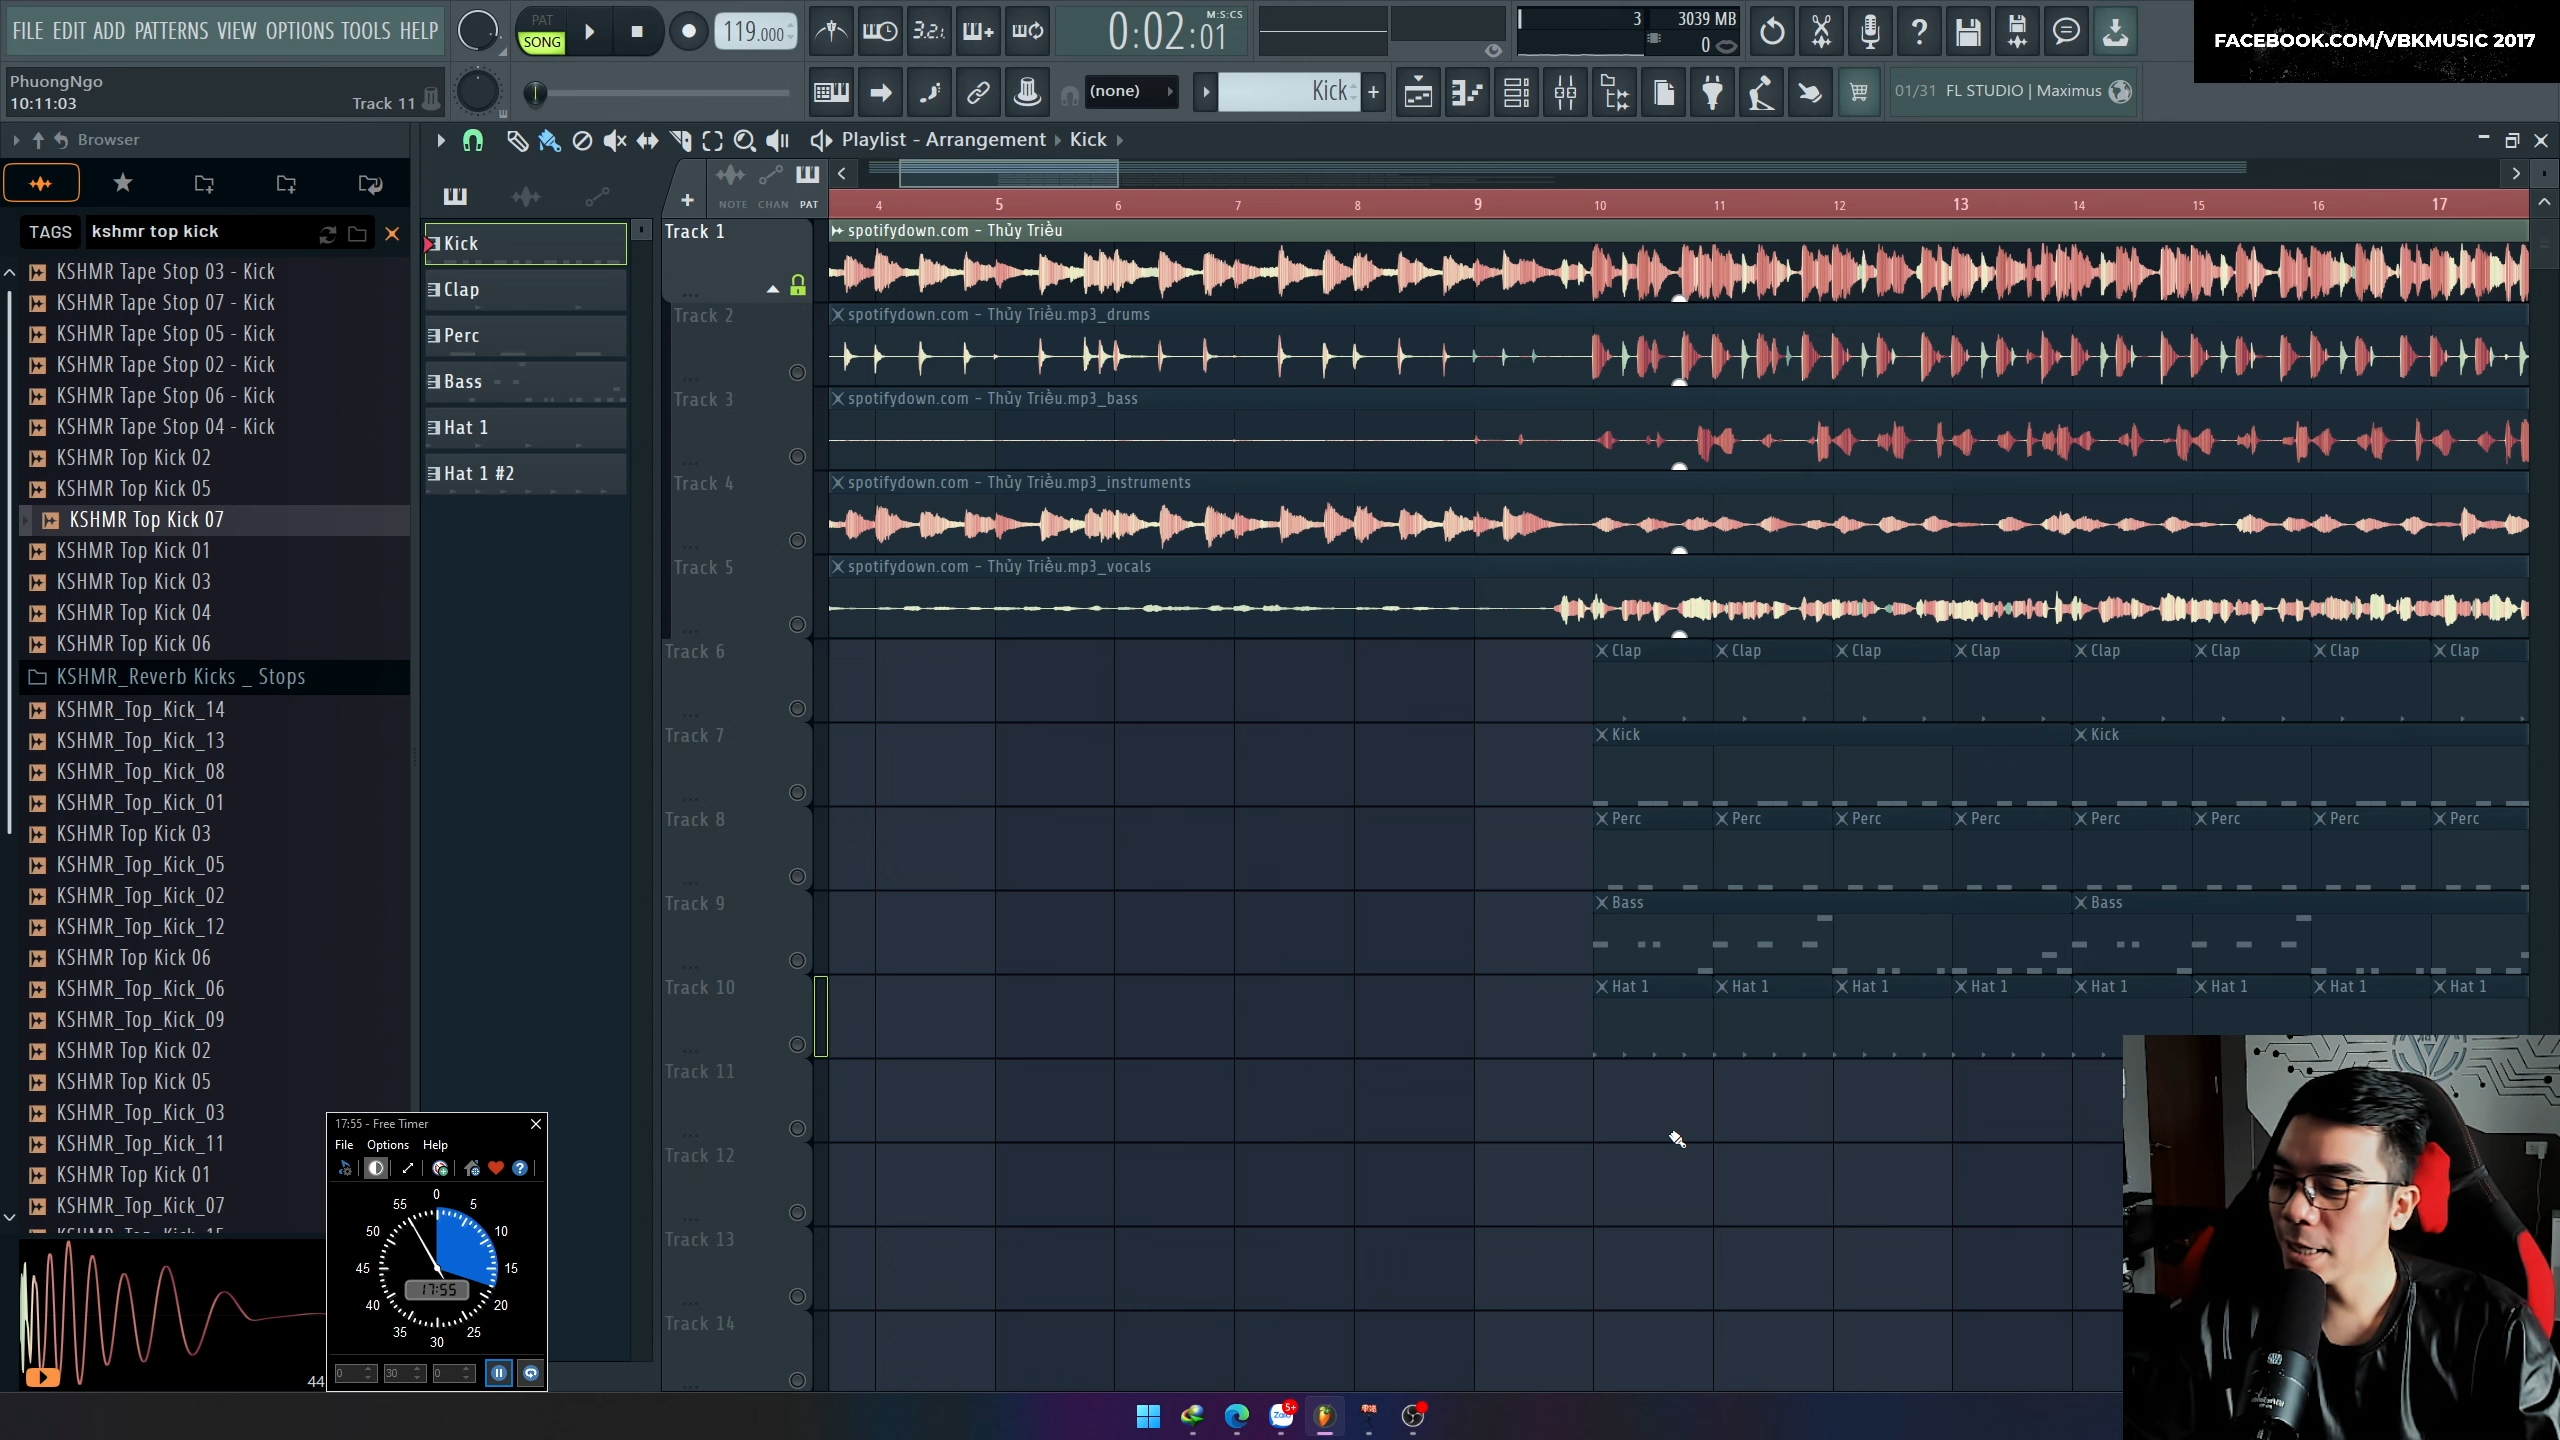 FILE EDIT ADD PATTERNS VIEW OPTIONS TOOLS HELP
PAT
SONG
119.000
3.2.1
0:02:01
M:S:CS
3
3039 MB
0
FACEBOOK.COM/VBKMUSIC 2017
PhuongNgo
10:11:03
Track 11
(none)
Kick
01/31 FL STUDIO | Maximus
Browser
Playlist - Arrangement
Kick
TAGS
kshmr top kick
KSHMR Tape Stop 03 - Kick
KSHMR Tape Stop 07 - Kick
KSHMR Tape Stop 05 - Kick
KSHMR Tape Stop 02 - Kick
KSHMR Tape Stop 06 - Kick
KSHMR Tape Stop 04 - Kick
KSHMR Top Kick 02
KSHMR Top Kick 05
KSHMR Top Kick 07
KSHMR Top Kick 01
KSHMR Top Kick 03
KSHMR Top Kick 04
KSHMR Top Kick 06
KSHMR_Reverb Kicks _ Stops
KSHMR_Top_Kick_14
KSHMR_Top_Kick_13
KSHMR_Top_Kick_08
KSHMR_Top_Kick_01
KSHMR Top Kick 03
KSHMR_Top_Kick_05
KSHMR_Top_Kick_02
KSHMR_Top_Kick_12
KSHMR Top Kick 06
KSHMR_Top_Kick_06
KSHMR_Top_Kick_09
KSHMR Top Kick 02
KSHMR Top Kick 05
KSHMR_Top_Kick_03
KSHMR_Top_Kick_11
KSHMR Top Kick 01
KSHMR_Top_Kick_07
44
Kick
Clap
Perc
Bass
Hat 1
Hat 1 #2
NOTE CHAN PAT
4 5 6 7 8 9 10 11 12 13 14 15 16 17
Track 1
spotifydown.com - Thủy Triều
Track 2
spotifydown.com - Thủy Triều.mp3_drums
Track 3
spotifydown.com - Thủy Triều.mp3_bass
Track 4
spotifydown.com - Thủy Triều.mp3_instruments
Track 5
spotifydown.com - Thủy Triều.mp3_vocals
Track 6
Clap Clap Clap Clap Clap Clap Clap Clap
Track 7
Kick Kick
Track 8
Perc Perc Perc Perc Perc Perc Perc Perc
Track 9
Bass Bass
Track 10
Hat 1 Hat 1 Hat 1 Hat 1 Hat 1 Hat 1 Hat 1 Hat 1
Track 11
Track 12
Track 13
Track 14
17:55 - Free Timer
File Options Help
0
5
10
15
20
25
30
35
40
45
50
55
17:55
0 30 0
Zalo
5+